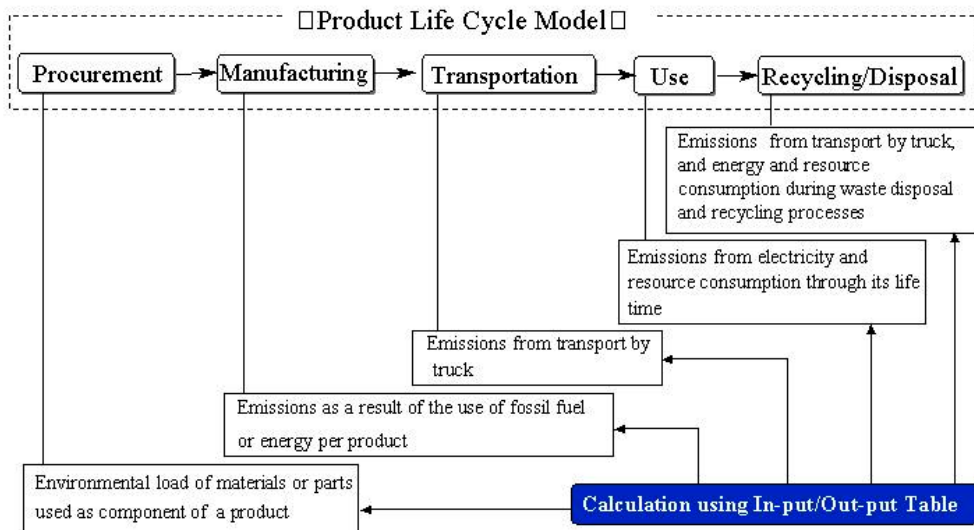 □Product Life Cycle Model□
Procurement
Manufacturing
Transportation
Use
Recycling/Disposal
Emissions from transport by truck,
and energy and resource
consumption during waste disposal
and recycling processes
Emissions from electricity and
resource consumption through its life
time
Emissions from transport by
truck
Emissions as a result of the use of fossil fuel
or energy per product
Environmental load of materials or parts
used as component of a product
Calculation using In-put/Out-put Table